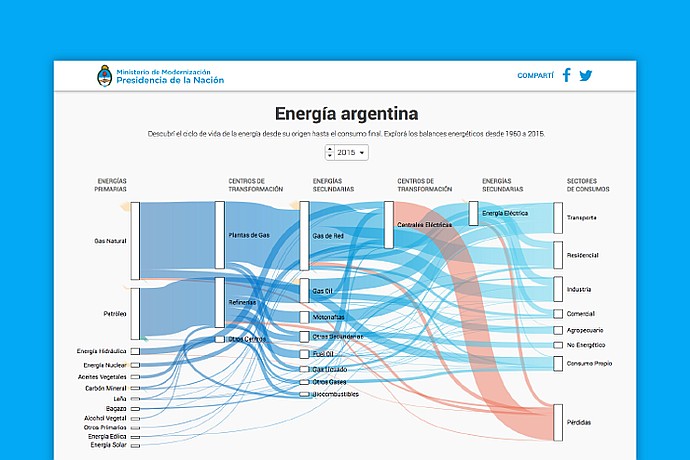 Ministerio de Modernización
Presidencia de la Nación
COMPARTÍ
Energía argentina
Descubrí el ciclo de vida de la energía desde su origen hasta el consumo final. Explorá los balances energéticos desde 1960 a 2015.
2015
ENERGÍAS
PRIMARIAS
CENTROS DE
TRANSFORMACIÓN
ENERGÍAS
SECUNDARIAS
CENTROS DE
TRANSFORMACIÓN
ENERGÍAS
SECUNDARIAS
SECTORES
DE CONSUMOS
Gas Natural
Petróleo
Energía Hidráulica
Energía Nuclear
Aceites Vegetales
Carbón Mineral
Leña
Bagazo
Alcohol Vegetal
Otros Primarios
Energía Eólica
Energía Solar
Plantas de Gas
Refinerías
Otros Centros
Gas de Red
Gas Oil
Motonaftas
Otros Secundarios
Fuel Oil
Gas Licuado
Otros Gases
Biocombustibles
Centrales Eléctricas
Energía Eléctrica
Transporte
Residencial
Industria
Comercial
Agropecuario
No Energético
Consumo Propio
Pérdidas